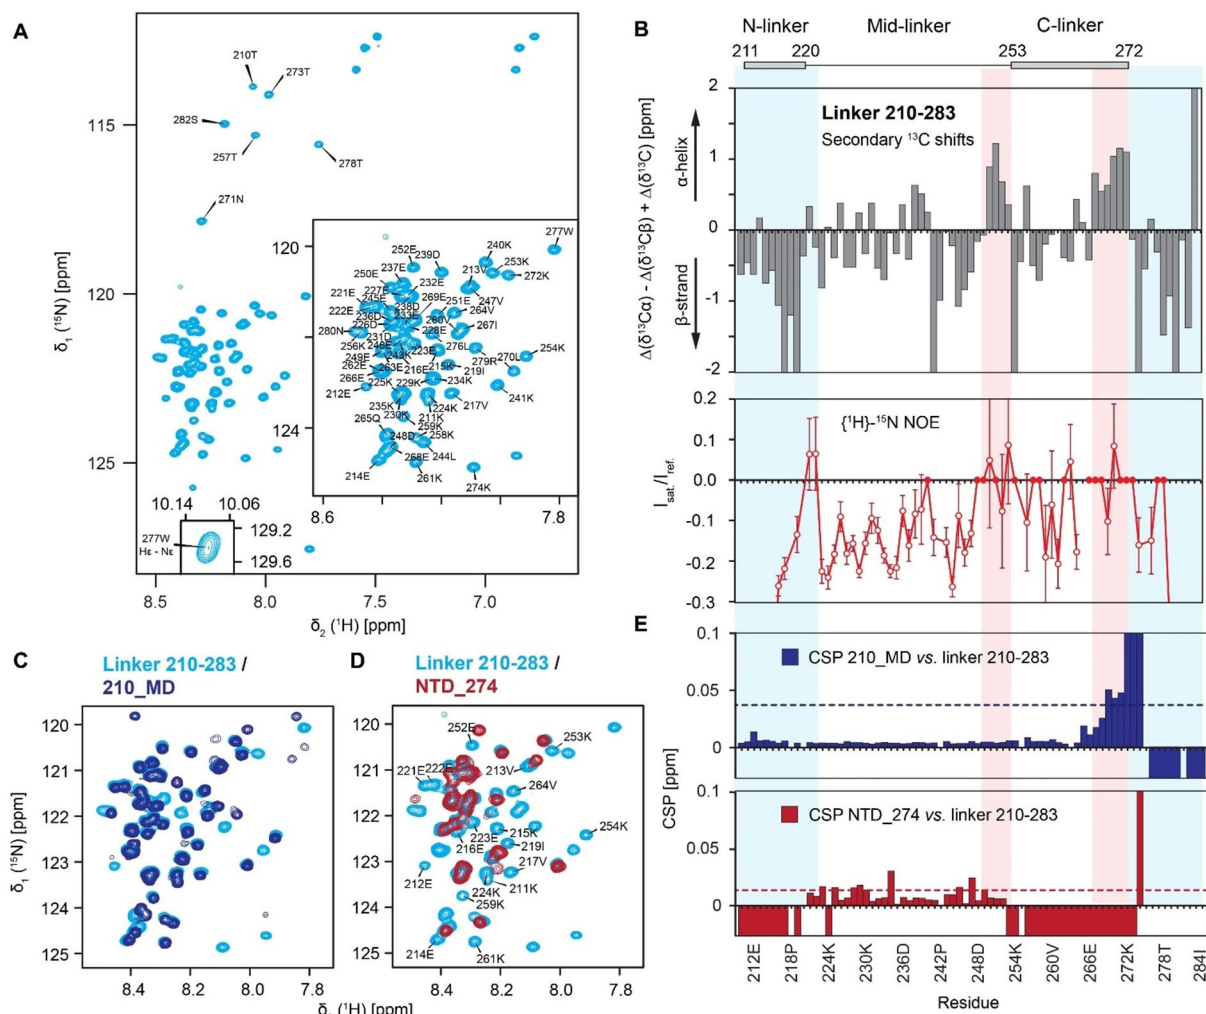 A
δ1 (15N) [ppm]
115
120
125
210T
273T
282S
257T
278T
271N
120
124
277W
252E 239D
240K
253K
272K
237E
250E
213V
232E
227E
221E
245E
269E
251E
247V
222E
238D
264V
236D
233E
260V
226D
228E
267I
280N
231D
276L
254K
256K
246E
223E
279R
270L
249E
243K
215K
219I
262E
263E
216E
266E
225K
229K
234K
212E
217V
241K
235K
224K
230K
211K
265Q
259K
248D
258K
244L
268E
214E
261K
274K
8.6
7.8
10.14 10.06
129.2
129.6
277W
Hε - Nε
8.5
8.0
7.5
7.0
δ2 (1H) [ppm]
B
N-linker
Mid-linker
C-linker
211
220
253
272
Δ(δ13Cα) - Δ(δ13Cβ) + Δ(δ13C) [ppm]
α-helix
β-strand
2
1
0
-1
-2
Linker 210-283
Secondary 13C shifts
Isat./Iref.
0.2
0.1
0.0
-0.1
-0.2
-0.3
{1H}-15N NOE
C
Linker 210-283 /
210_MD
δ1 (15N) [ppm]
120
121
122
123
124
125
8.4
8.2
8.0
7.8
D
Linker 210-283 /
NTD_274
120
121
122
123
124
125
252E
253K
221E
222E
213V
264V
254K
223E
215K
216E
219I
212E
217V
224K
211K
259K
214E
261K
8.4
8.2
8.0
7.8
E
CSP [ppm]
0.1
0.05
0
CSP 210_MD vs. linker 210-283
0.1
0
CSP NTD_274 vs. linker 210-283
212E
218P
224K
230K
236D
242P
248D
254K
260V
266E
272K
278T
284I
Residue